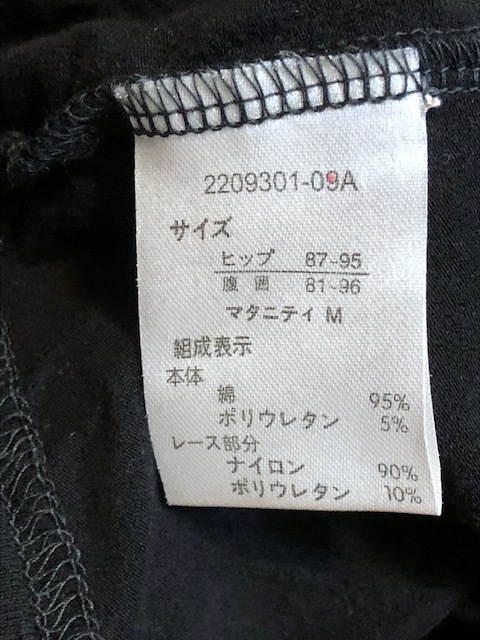 2209301-09A
サイズ
ヒップ 87~95
腹囲 81~96
マタニティ M
組成表示
本体
綿 95%
ポリウレタン 5%
レース部分
ナイロン 90%
ポリウレタン 10%